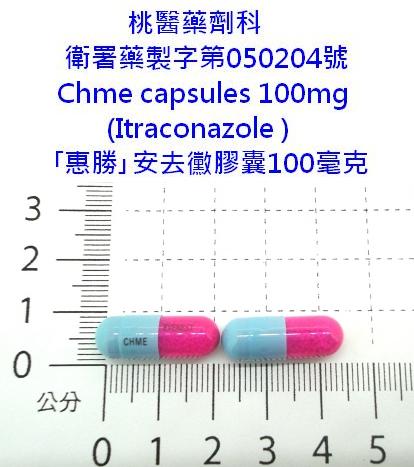 桃醫藥劑科
衛署藥製字第050204號
Chme capsules 100mg
(Itraconazole )
「惠勝」安去黴膠囊100毫克
3
2
1
0
公分
CHME
0 1 2 3 4 5